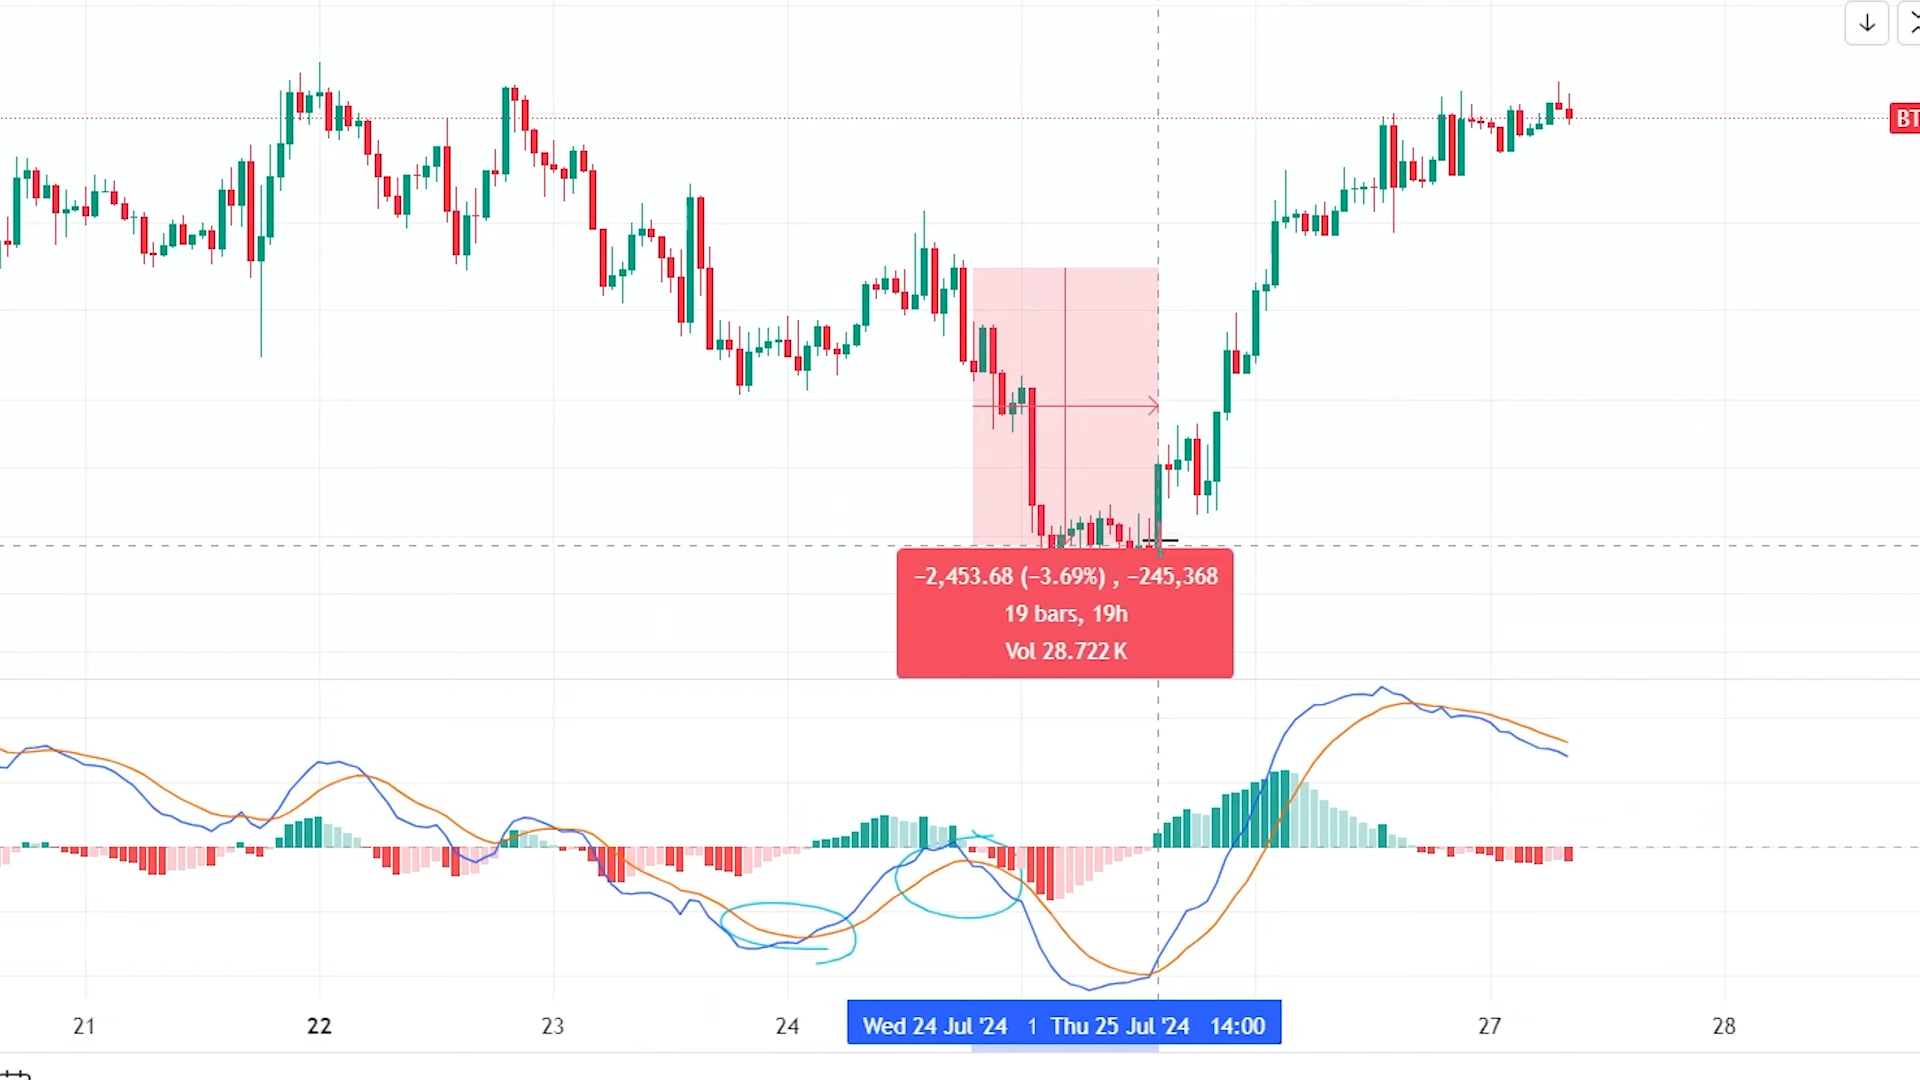 BT
−2,453.68 (−3.69%) , −245,368
19 bars, 19h
Vol 28.722 K
21 22 23 24 Wed 24 Jul '24 1 Thu 25 Jul '24 14:00 27 28